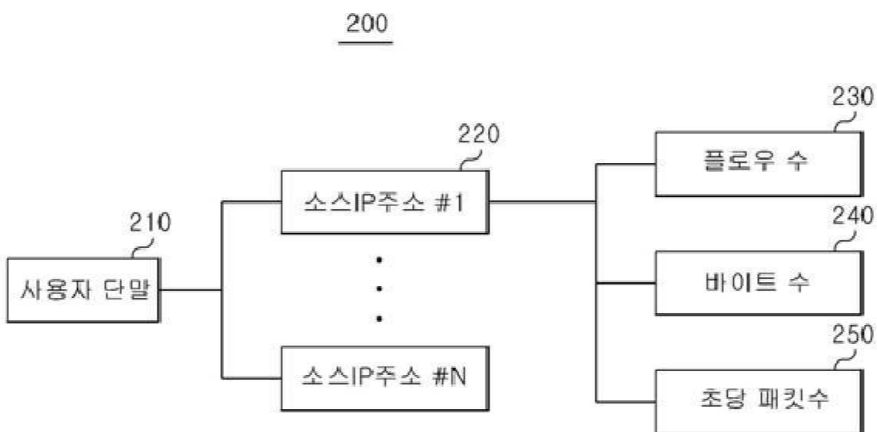 200
230
플로우 수
220
소스IP주소 #1
210
사용자 단말
240
바이트 수
소스IP주소 #N
250
초당 패킷수